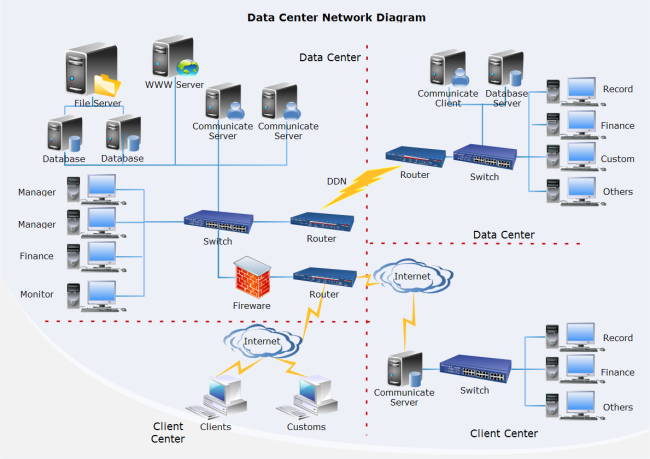 Data Center Network Diagram
Data Center
File Server
WWW Server
Communicate
Server
Communicate
Server
Database
Database
Manager
Manager
Finance
Monitor
Switch
Router
DDN
Fireware
Router
Communicate
Client
Database
Server
Router
Switch
Record
Finance
Custom
Others
Data Center
Internet
Internet
Clients
Customs
Client
Center
Communicate
Server
Switch
Record
Finance
Others
Client Center